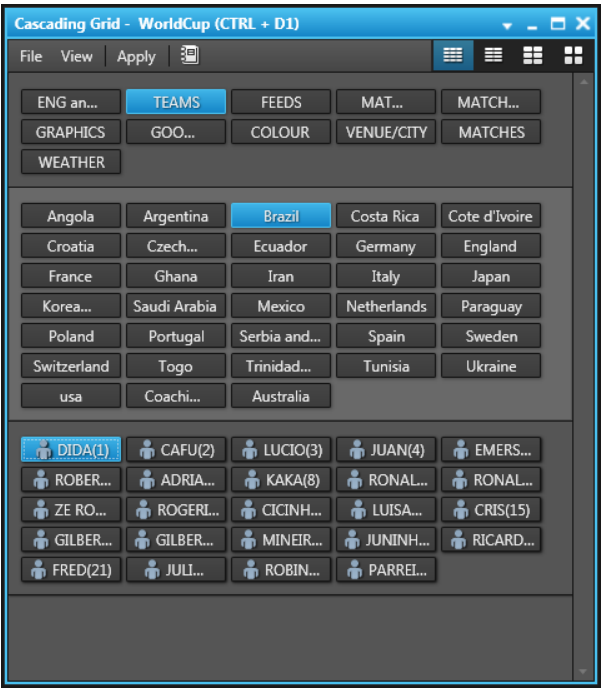 Cascading Grid - WorldCup (CTRL + D1)
File View Apply
ENG an... TEAMS FEEDS MAT... MATCH...
GRAPHICS GOO... COLOUR VENUE/CITY MATCHES
WEATHER
Angola Argentina Brazil Costa Rica Cote d'Ivoire
Croatia Czech... Ecuador Germany England
France Ghana Iran Italy Japan
Korea... Saudi Arabia Mexico Netherlands Paraguay
Poland Portugal Serbia and... Spain Sweden
Switzerland Togo Trinidad... Tunisia Ukraine
usa Coachi... Australia
DIDA(1) CAFU(2) LUCIO(3) JUAN(4) EMERS...
ROBER... ADRIA... KAKA(8) RONAL... RONAL...
ZE RO... ROGERI... CICINH... LUISA... CRIS(15)
GILBER... GILBER... MINEIR... JUNINH... RICARD...
FRED(21) JULI... ROBIN... PARREI...